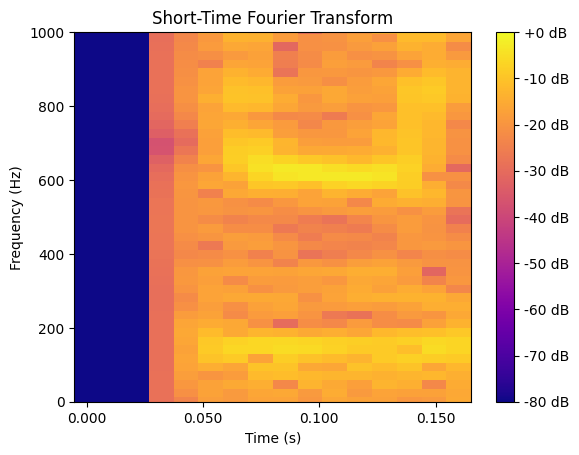 Short-Time Fourier Transform
1000
800
600
400
200
0
Frequency (Hz)
0.000
0.050
0.100
0.150
Time (s)
+0 dB
-10 dB
-20 dB
-30 dB
-40 dB
-50 dB
-60 dB
-70 dB
-80 dB